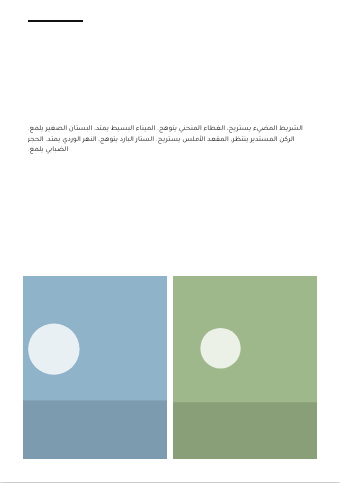 الشريط المضيء يستريح. الغطاء المنحني يتوهج. الميناء البسيط يمتد. البستان الصغير يلمع.
الركن المستدير ينتظر. المقعد الأملس يستريح. الستار البارد يتوهج. النهر الوردي يمتد. الحجر
الضبابي يلمع.